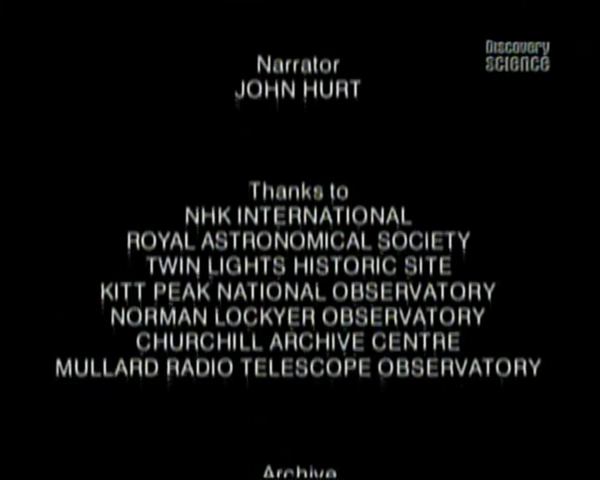 Discovery
SCIENCE
Narrator
JOHN HURT
Thanks to
NHK INTERNATIONAL
ROYAL ASTRONOMICAL SOCIETY
TWIN LIGHTS HISTORIC SITE
KITT PEAK NATIONAL OBSERVATORY
NORMAN LOCKYER OBSERVATORY
CHURCHILL ARCHIVE CENTRE
MULLARD RADIO TELESCOPE OBSERVATORY
Archive